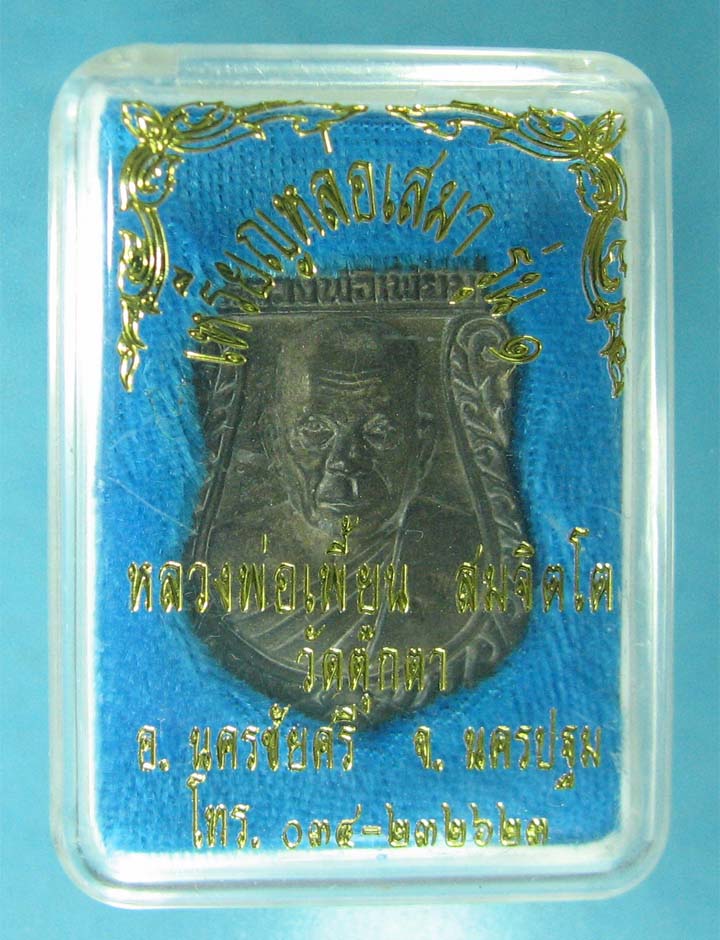 เหรียญหล่อเสมา รุ่น ๑
หลวงพ่อเพี้ยน
หลวงพ่อเพี้ยน สมจิตโต
วัดตุ๊กตา
อ. นครชัยศรี จ. นครปฐม
โทร. ๐๓๔-๒๓๒๖๒๓